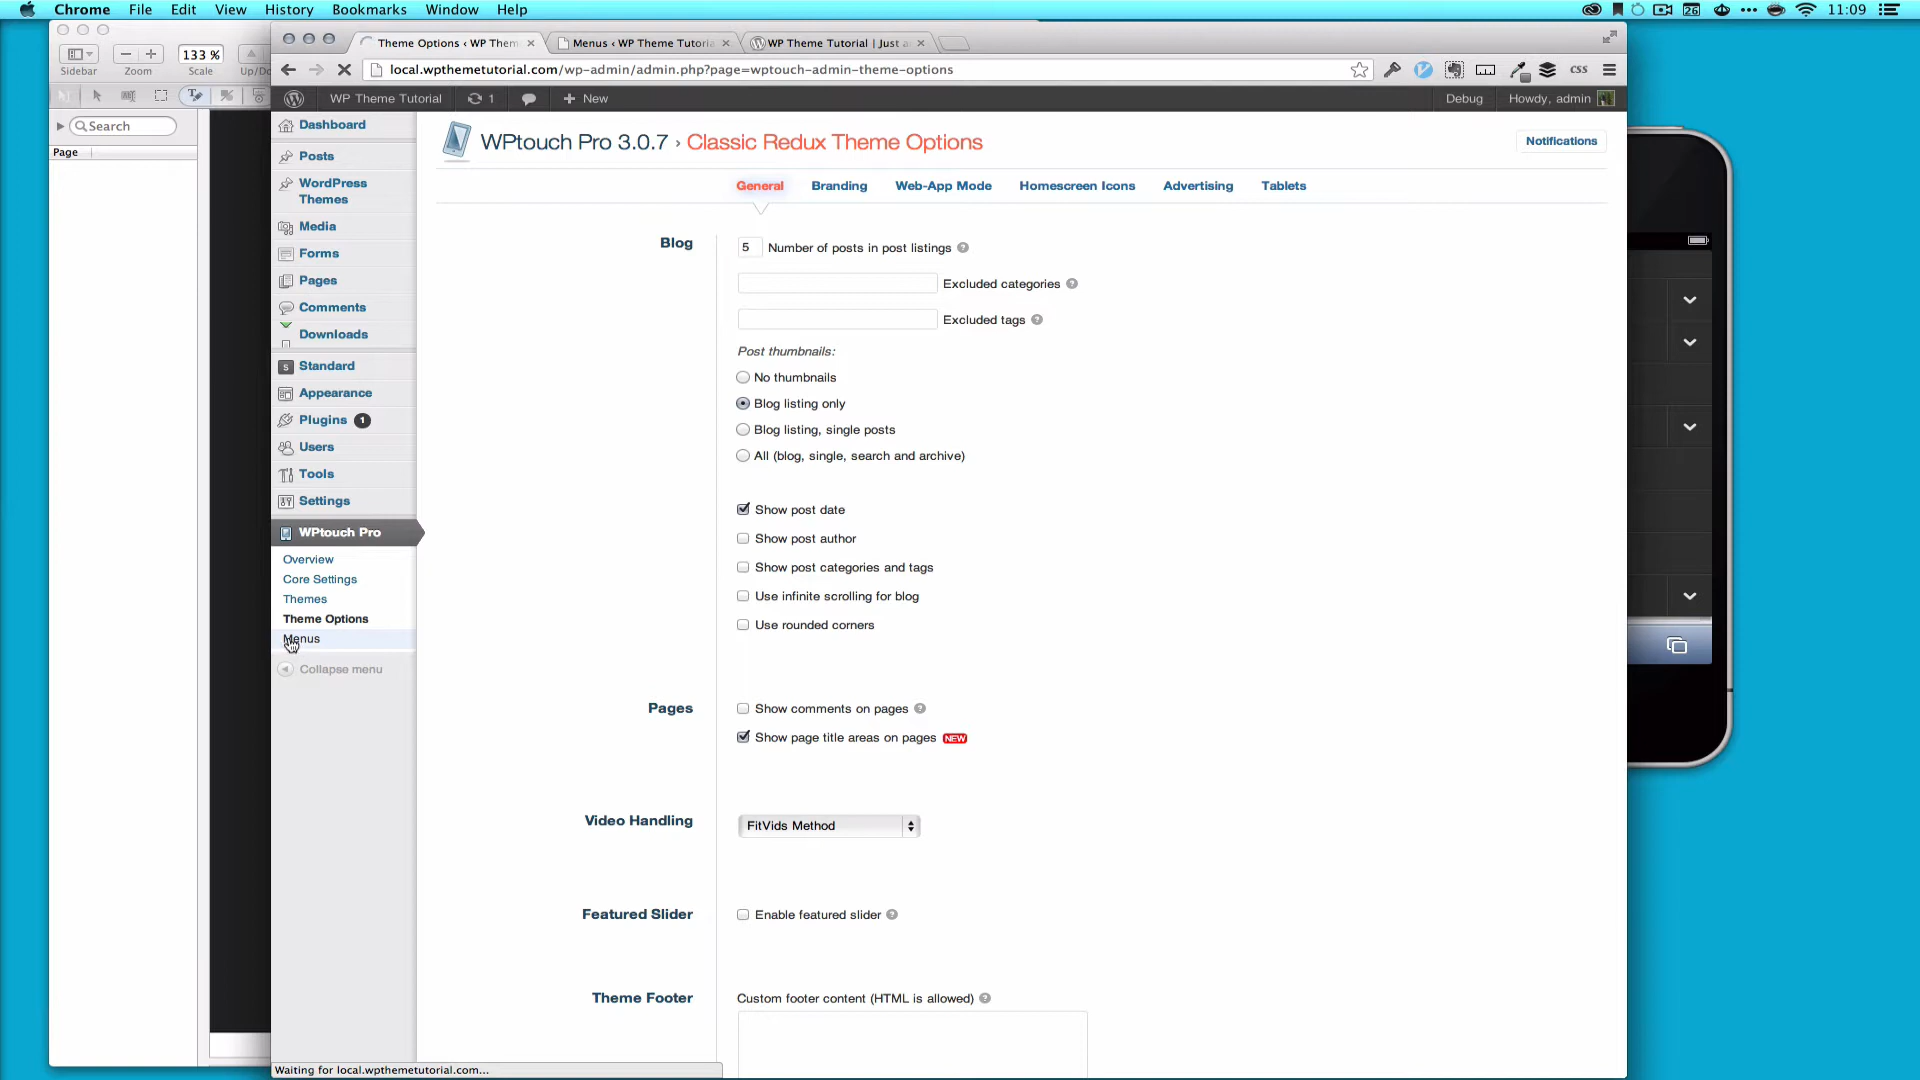 Chrome File Edit View History Bookmarks Window Help
26 11:09
133 %
Sidebar Zoom Scale Up/Do
Search
Page
Theme Options ‹ WP Them
Menus ‹ WP Theme Tutoria
WP Theme Tutorial | Just a
local.wpthemetutorial.com/wp-admin/admin.php?page=wptouch-admin-theme-options
CSS
WP Theme Tutorial 1 + New
Debug Howdy, admin
Dashboard
Posts
WordPress
Themes
Media
Forms
Pages
Comments
Downloads
Standard
Appearance
Plugins 1
Users
Tools
Settings
WPtouch Pro
Overview
Core Settings
Themes
Theme Options
Menus
Collapse menu
WPtouch Pro 3.0.7 › Classic Redux Theme Options
Notifications
General Branding Web-App Mode Homescreen Icons Advertising Tablets
Blog
5 Number of posts in post listings ?
Excluded categories ?
Excluded tags ?
Post thumbnails:
No thumbnails
Blog listing only
Blog listing, single posts
All (blog, single, search and archive)
Show post date
Show post author
Show post categories and tags
Use infinite scrolling for blog
Use rounded corners
Pages
Show comments on pages ?
Show page title areas on pages NEW
Video Handling
FitVids Method
Featured Slider
Enable featured slider ?
Theme Footer
Custom footer content (HTML is allowed) ?
Waiting for local.wpthemetutorial.com...